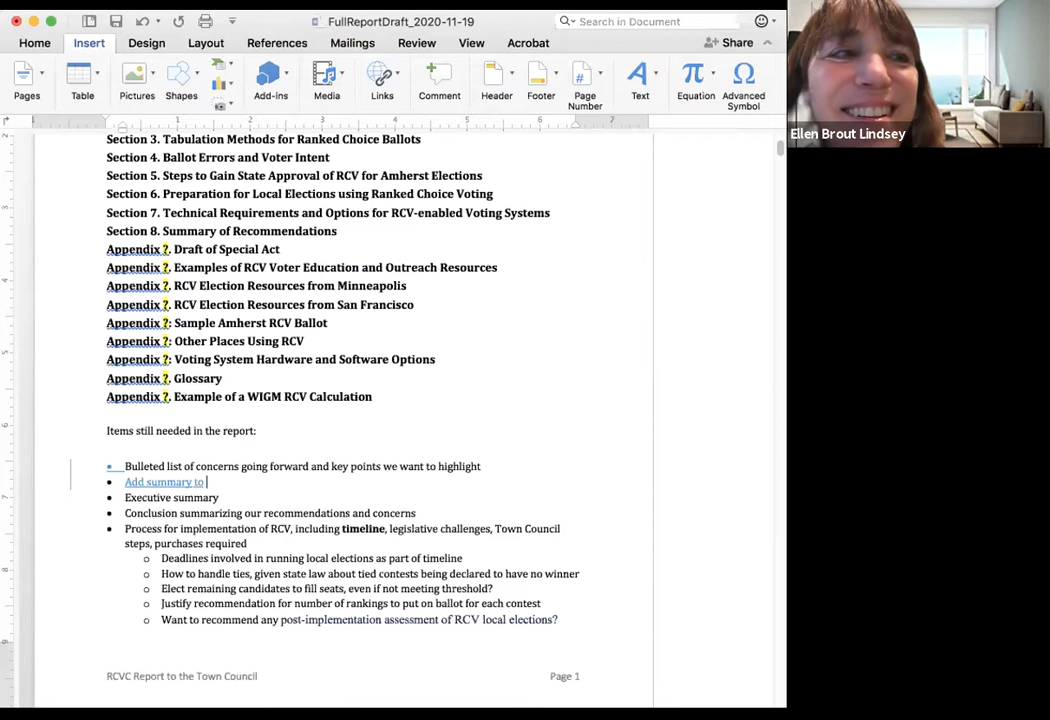 FullReportDraft_2020-11-19
Search in Document
Home Insert Design Layout References Mailings Review View Acrobat Share
Pages Table Pictures Shapes Add-ins Media Links Comment Header Footer Page Number Text Equation Advanced Symbol
Ellen Brout Lindsey
1 1 2 3 4 5 6 7
Section 3. Tabulation Methods for Ranked Choice Ballots
Section 4. Ballot Errors and Voter Intent
Section 5. Steps to Gain State Approval of RCV for Amherst Elections
Section 6. Preparation for Local Elections using Ranked Choice Voting
Section 7. Technical Requirements and Options for RCV-enabled Voting Systems
Section 8. Summary of Recommendations
Appendix ?. Draft of Special Act
Appendix ?. Examples of RCV Voter Education and Outreach Resources
Appendix ?. RCV Election Resources from Minneapolis
Appendix ?. RCV Election Resources from San Francisco
Appendix ?: Sample Amherst RCV Ballot
Appendix ?: Other Places Using RCV
Appendix ?: Voting System Hardware and Software Options
Appendix ?. Glossary
Appendix ?. Example of a WIGM RCV Calculation
Items still needed in the report:
• Bulleted list of concerns going forward and key points we want to highlight
• Add summary to
• Executive summary
• Conclusion summarizing our recommendations and concerns
• Process for implementation of RCV, including timeline, legislative challenges, Town Council
steps, purchases required
o Deadlines involved in running local elections as part of timeline
o How to handle ties, given state law about tied contests being declared to have no winner
o Elect remaining candidates to fill seats, even if not meeting threshold?
o Justify recommendation for number of rankings to put on ballot for each contest
o Want to recommend any post-implementation assessment of RCV local elections?
RCVC Report to the Town Council Page 1